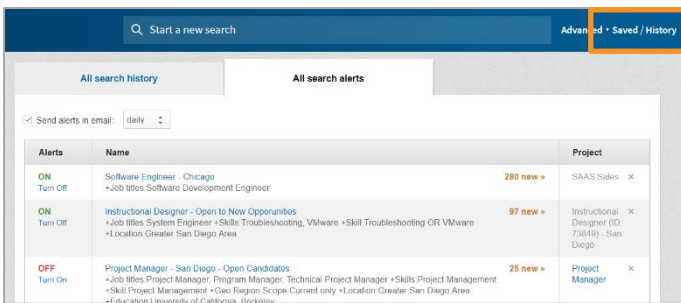 Start a new search
Advanced • Saved / History
All search history
All search alerts
Send alerts in email: daily
Alerts Name Project
ON Software Engineer - Chicago 280 new » SAAS Sales ×
Turn Off +Job titles:Software Development Engineer
ON Instructional Designer - Open to New Opporunities 97 new » Instructional ×
Turn Off +Job titles:System Engineer +Skills:Troubleshooting, VMware +Skill:Troubleshooting OR VMware Designer (ID:
+Location:Greater San Diego Area 73849) - San
Diego
OFF Project Manager - San Diego - Open Candidates 25 new » Project ×
Turn On +Job titles:Project Manager, Program Manager, Technical Project Manager +Skills:Project Management Manager
+Skill:Project Management +Geo Region Scope:Current only +Location:Greater San Diego Area
+Education:University of California, Berkeley